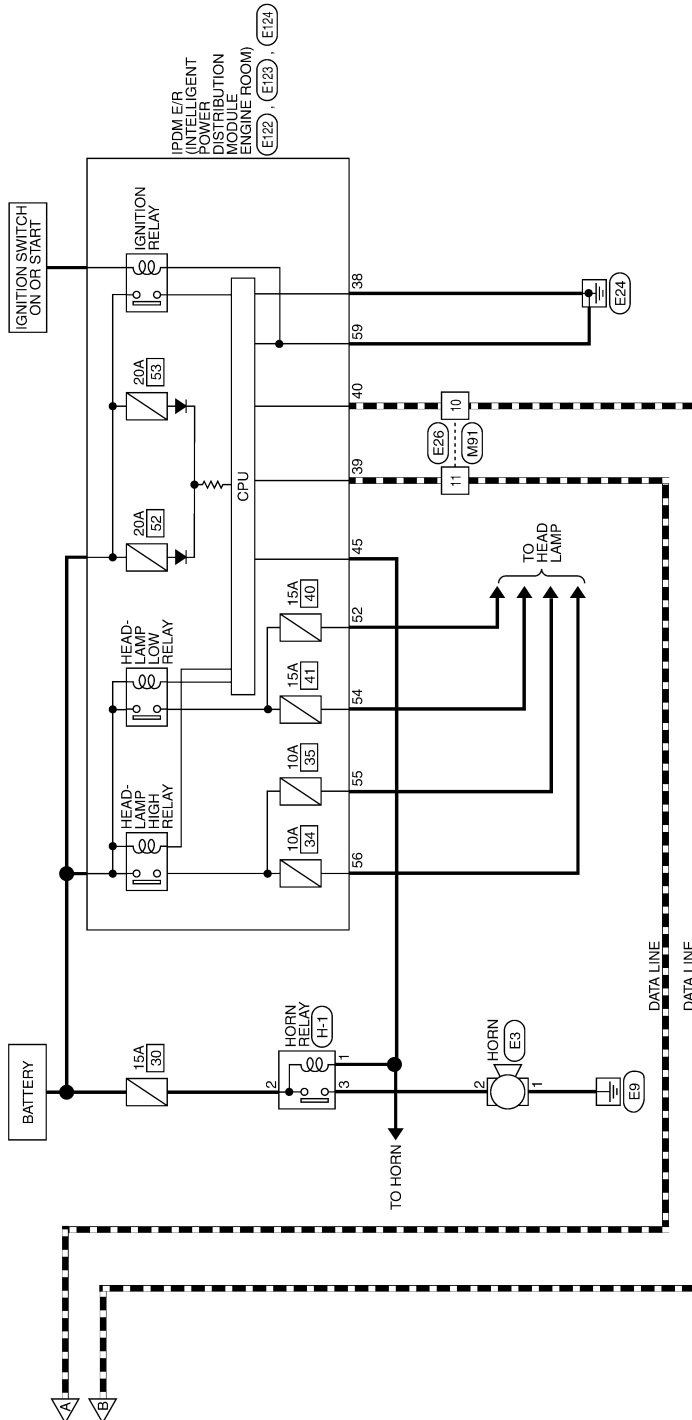 BATTERY
IGNITION SWITCH
ON OR START
IPDM E/R
(INTELLIGENT
POWER
DISTRIBUTION
MODULE
ENGINE ROOM)
E122 , E123 , E124
15A
30
HEAD-
LAMP
HIGH
RELAY
HEAD-
LAMP
LOW
RELAY
20A
52
20A
53
IGNITION
RELAY
CPU
10A
34
10A
35
15A
41
15A
40
56
55
54
52
45
39
40
59
38
HORN
RELAY
H-1
2
1
3
TO HORN
HORN
E3
2
1
E9
TO
HEAD
LAMP
E26
M91
11
10
E24
DATA LINE
DATA LINE
A
B